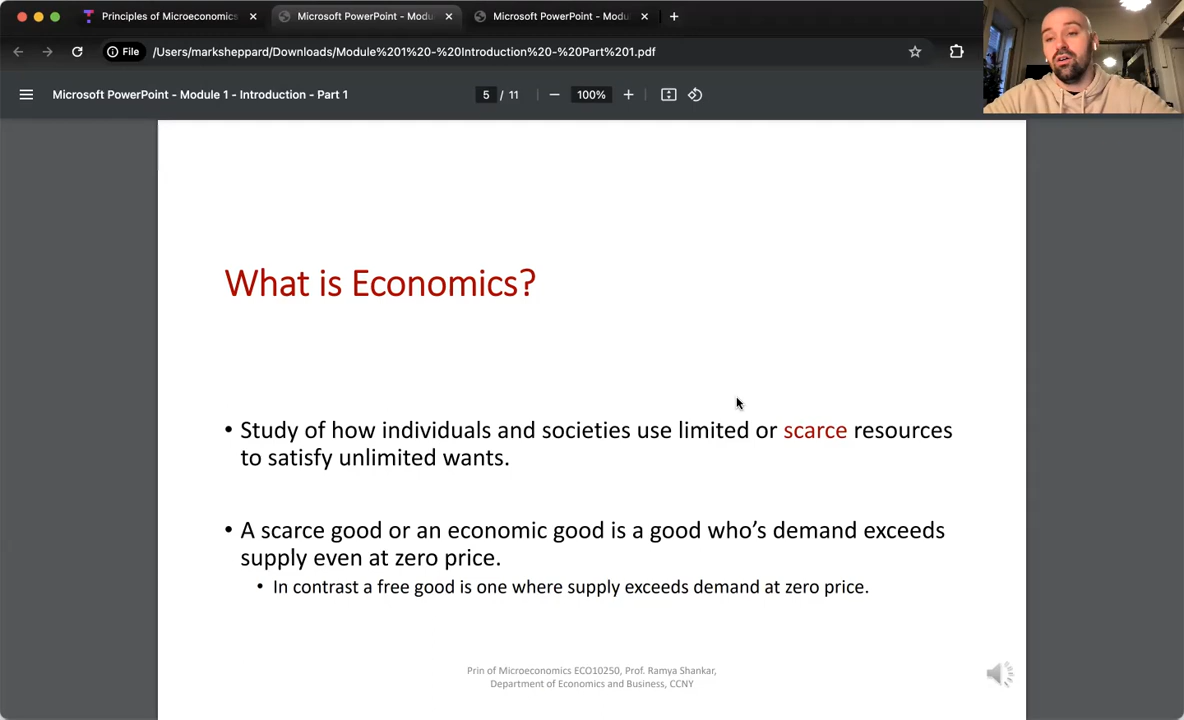 Principles of Microeconomics
Microsoft PowerPoint - Modu
Microsoft PowerPoint - Modu
File
/Users/marksheppard/Downloads/Module%201%20-%20Introduction%20-%20Part%201.pdf
Microsoft PowerPoint - Module 1 - Introduction - Part 1
5 / 11
100%
What is Economics?
• Study of how individuals and societies use limited or scarce resources
to satisfy unlimited wants.
• A scarce good or an economic good is a good who’s demand exceeds
supply even at zero price.
• In contrast a free good is one where supply exceeds demand at zero price.
Prin of Microeconomics ECO10250, Prof. Ramya Shankar,
Department of Economics and Business, CCNY